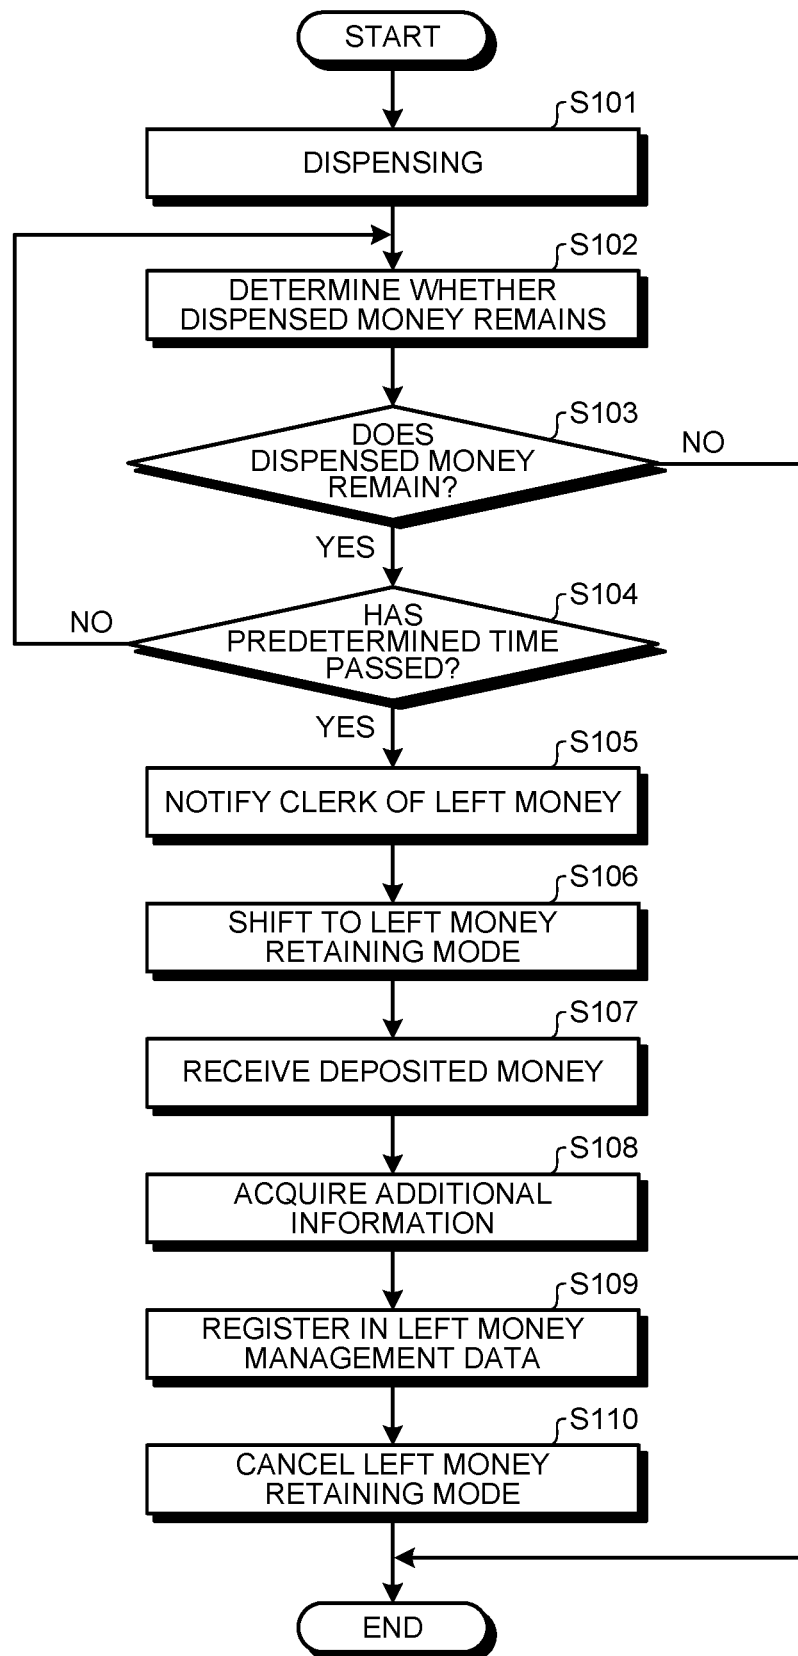 START
S101
DISPENSING
S102
DETERMINE WHETHER
DISPENSED MONEY REMAINS
S103
DOES
DISPENSED MONEY
REMAIN?
NO
YES
S104
HAS
PREDETERMINED TIME
PASSED?
NO
YES
S105
NOTIFY CLERK OF LEFT MONEY
S106
SHIFT TO LEFT MONEY
RETAINING MODE
S107
RECEIVE DEPOSITED MONEY
S108
ACQUIRE ADDITIONAL
INFORMATION
S109
REGISTER IN LEFT MONEY
MANAGEMENT DATA
S110
CANCEL LEFT MONEY
RETAINING MODE
END